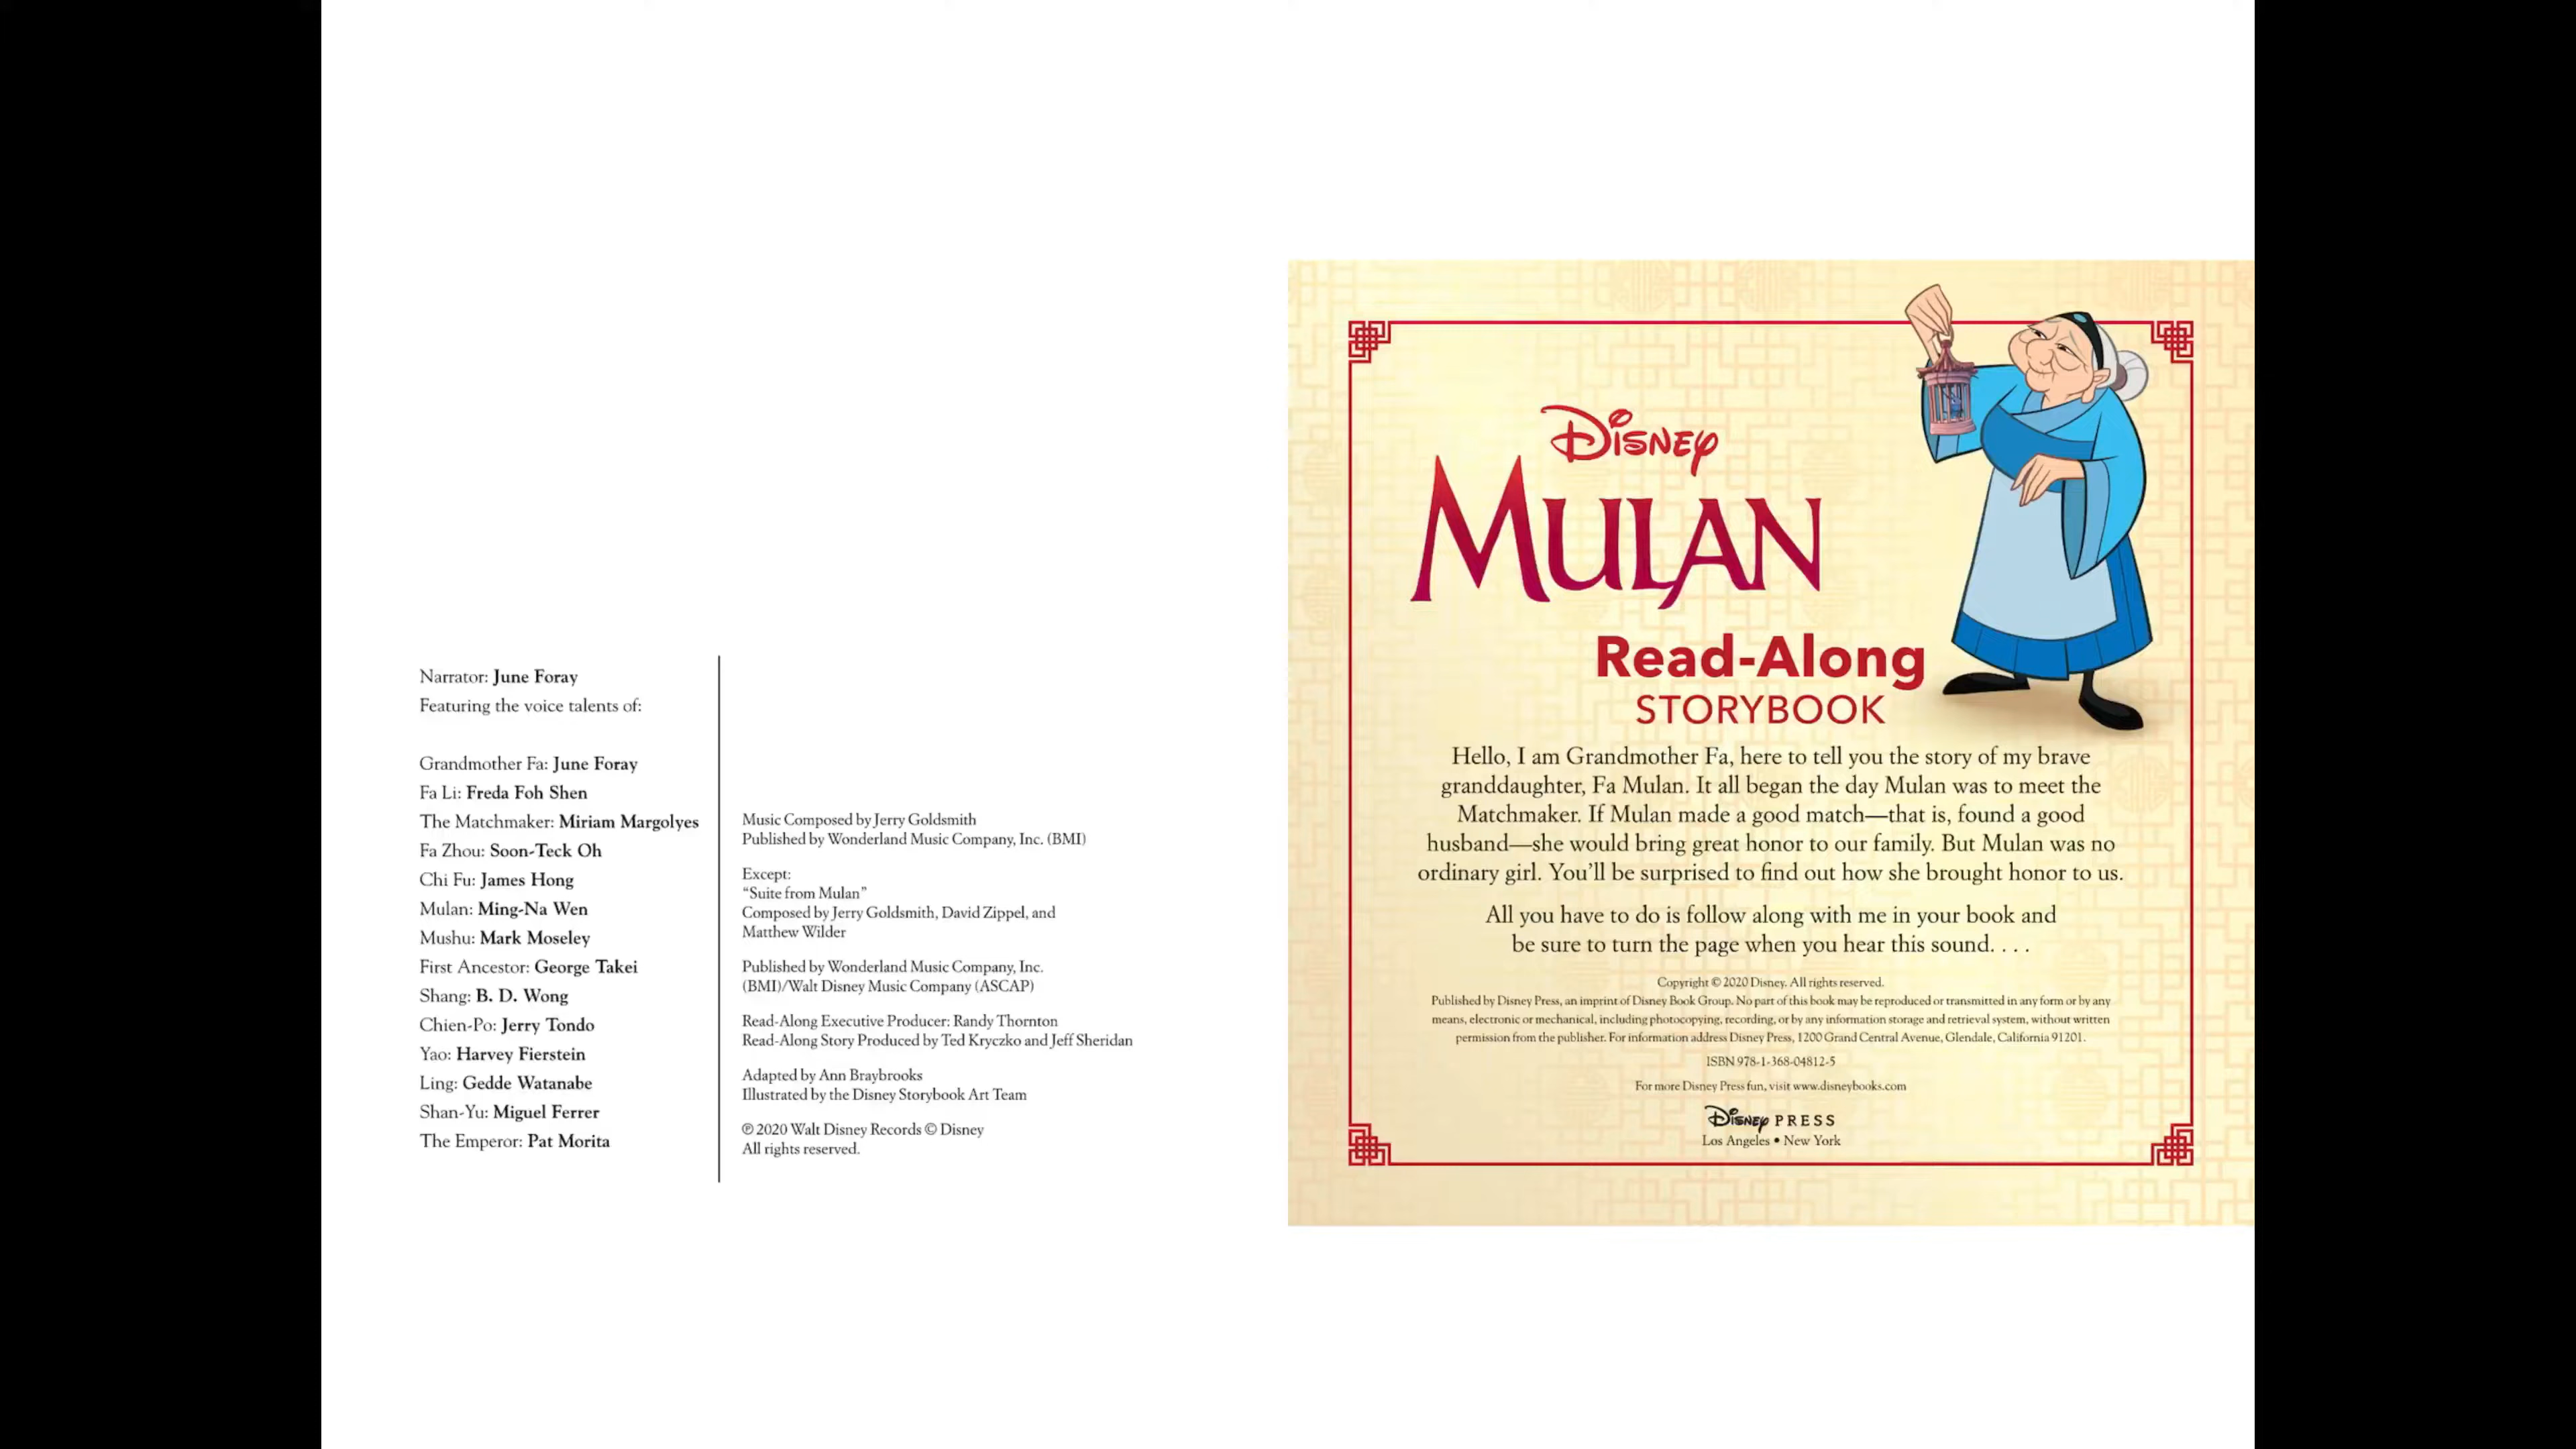 Narrator: June Foray
Featuring the voice talents of:
Grandmother Fa: June Foray
Fa Li: Freda Foh Shen
The Matchmaker: Miriam Margolyes
Fa Zhou: Soon-Teck Oh
Chi Fu: James Hong
Mulan: Ming-Na Wen
Mushu: Mark Moseley
First Ancestor: George Takei
Shang: B. D. Wong
Chien-Po: Jerry Tondo
Yao: Harvey Fierstein
Ling: Gedde Watanabe
Shan-Yu: Miguel Ferrer
The Emperor: Pat Morita
Music Composed by Jerry Goldsmith
Published by Wonderland Music Company, Inc. (BMI)
Except:
“Suite from Mulan”
Composed by Jerry Goldsmith, David Zippel, and
Matthew Wilder
Published by Wonderland Music Company, Inc.
(BMI)/Walt Disney Music Company (ASCAP)
Read-Along Executive Producer: Randy Thornton
Read-Along Story Produced by Ted Kryczko and Jeff Sheridan
Adapted by Ann Braybrooks
Illustrated by the Disney Storybook Art Team
℗ 2020 Walt Disney Records © Disney
All rights reserved.
Disney
MULAN
Read-Along
STORYBOOK
Hello, I am Grandmother Fa, here to tell you the story of my brave
granddaughter, Fa Mulan. It all began the day Mulan was to meet the
Matchmaker. If Mulan made a good match—that is, found a good
husband—she would bring great honor to our family. But Mulan was no
ordinary girl. You’ll be surprised to find out how she brought honor to us.
All you have to do is follow along with me in your book and
be sure to turn the page when you hear this sound. . . .
Copyright © 2020 Disney. All rights reserved.
Published by Disney Press, an imprint of Disney Book Group. No part of this book may be reproduced or transmitted in any form or by any
means, electronic or mechanical, including photocopying, recording, or by any information storage and retrieval system, without written
permission from the publisher. For information address Disney Press, 1200 Grand Central Avenue, Glendale, California 91201.
ISBN 978-1-368-04812-5
For more Disney Press fun, visit www.disneybooks.com
Disney PRESS
Los Angeles • New York